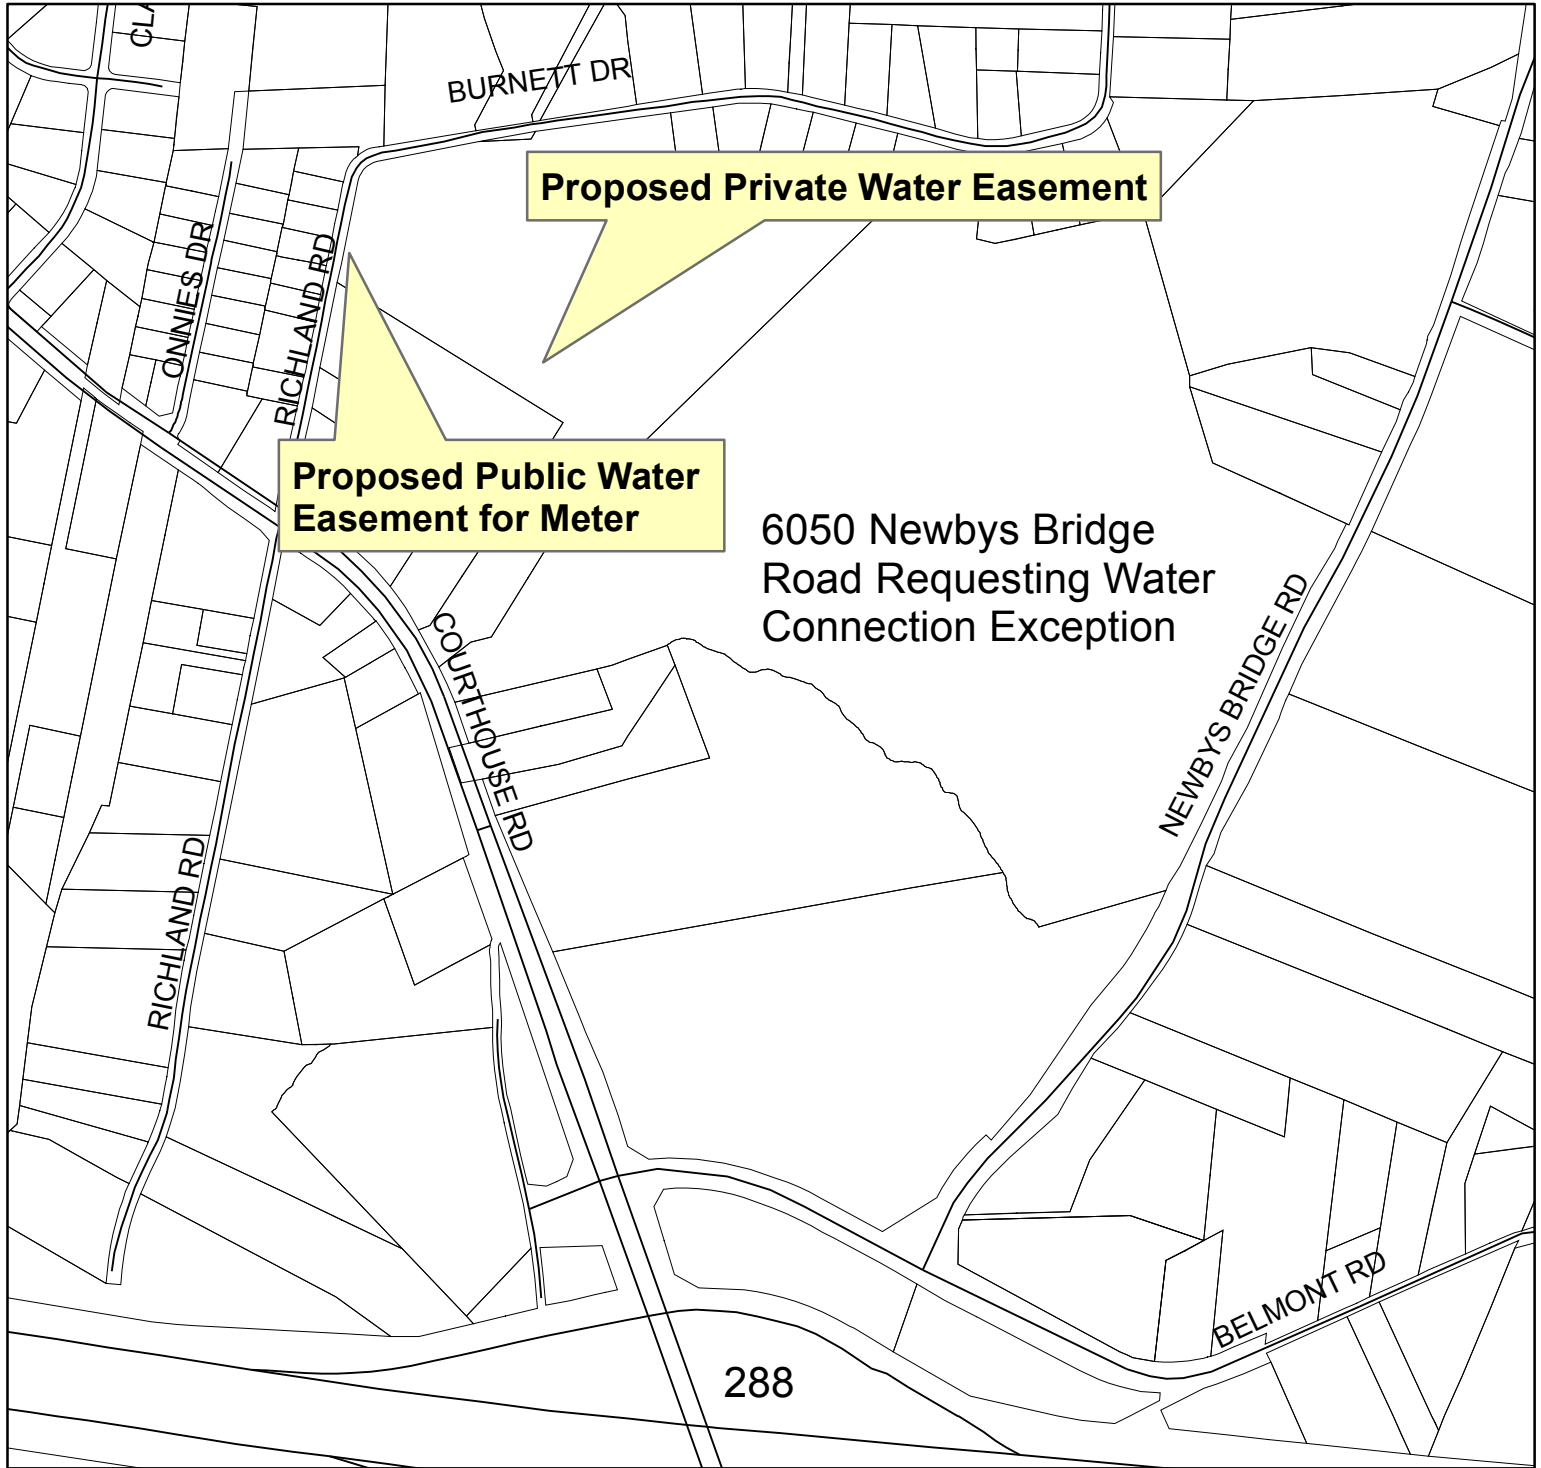 CLA
BURNETT DR
Proposed Private Water Easement
ONNIES DR
RICHLAND RD
Proposed Public Water
Easement for Meter
6050 Newbys Bridge
Road Requesting Water
Connection Exception
COURTHOUSE RD
NEWBYS BRIDGE RD
RICHLAND RD
BELMONT RD
288